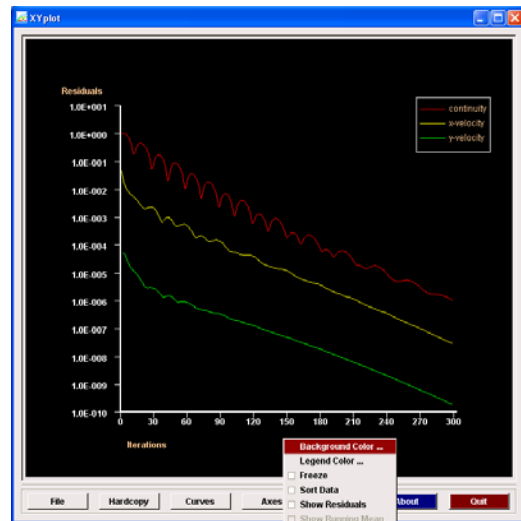 XYplot
Residuals
1.0E+001
1.0E+000
1.0E-001
1.0E-002
1.0E-003
1.0E-004
1.0E-005
1.0E-006
1.0E-007
1.0E-008
1.0E-009
1.0E-010
continuity
x-velocity
y-velocity
0 30 60 90 120 150 180 210 240 270 300
Iterations
Background Color ...
Legend Color ...
Freeze
Sort Data
Show Residuals
Show Running Mean
File Hardcopy Curves Axes About Quit